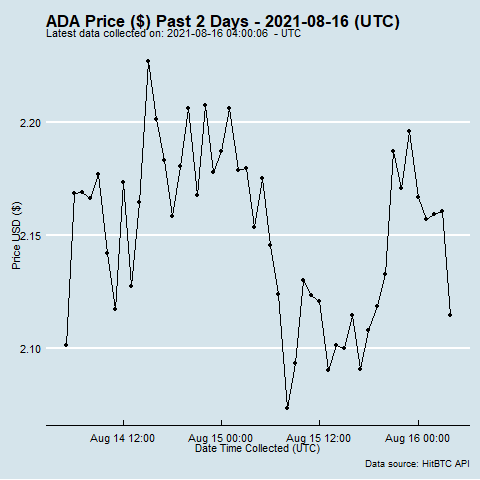 ADA Price ($) Past 2 Days - 2021-08-16 (UTC)
Latest data collected on: 2021-08-16 04:00:06 - UTC
2.20
2.15
2.10
Price USD ($)
Aug 14 12:00 Aug 15 00:00 Aug 15 12:00 Aug 16 00:00
Date Time Collected (UTC)
Data source: HitBTC API